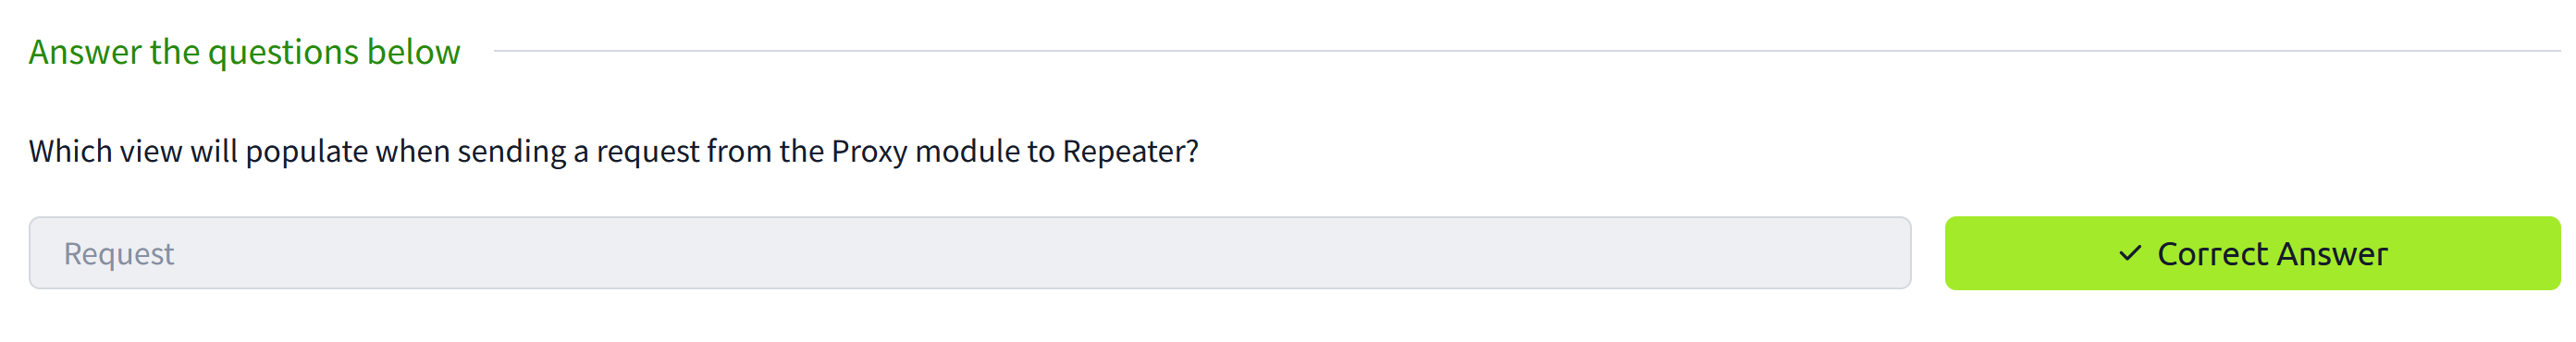 Answer the questions below
Which view will populate when sending a request from the Proxy module to Repeater?
Request
✓ Correct Answer